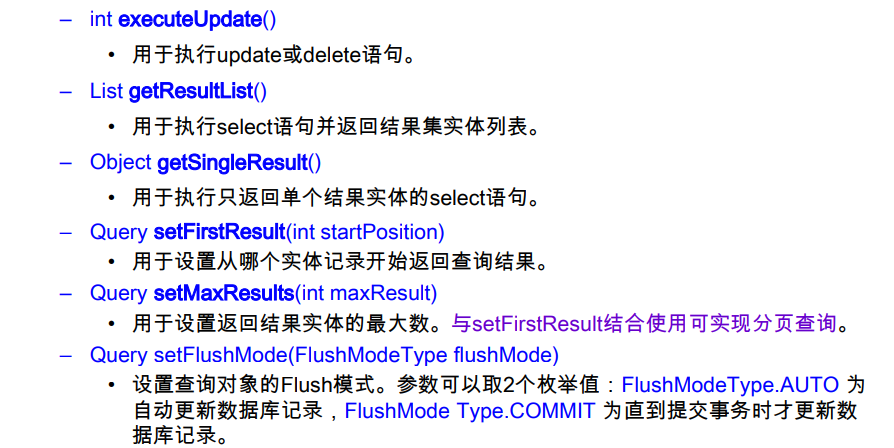 – int executeUpdate()
• 用于执行update或delete语句。
– List getResultList()
• 用于执行select语句并返回结果集实体列表。
– Object getSingleResult()
• 用于执行只返回单个结果实体的select语句。
– Query setFirstResult(int startPosition)
• 用于设置从哪个实体记录开始返回查询结果。
– Query setMaxResults(int maxResult)
• 用于设置返回结果实体的最大数。与setFirstResult结合使用可实现分页查询。
– Query setFlushMode(FlushModeType flushMode)
• 设置查询对象的Flush模式。参数可以取2个枚举值：FlushModeType.AUTO 为
自动更新数据库记录，FlushMode Type.COMMIT 为直到提交事务时才更新数
据库记录。